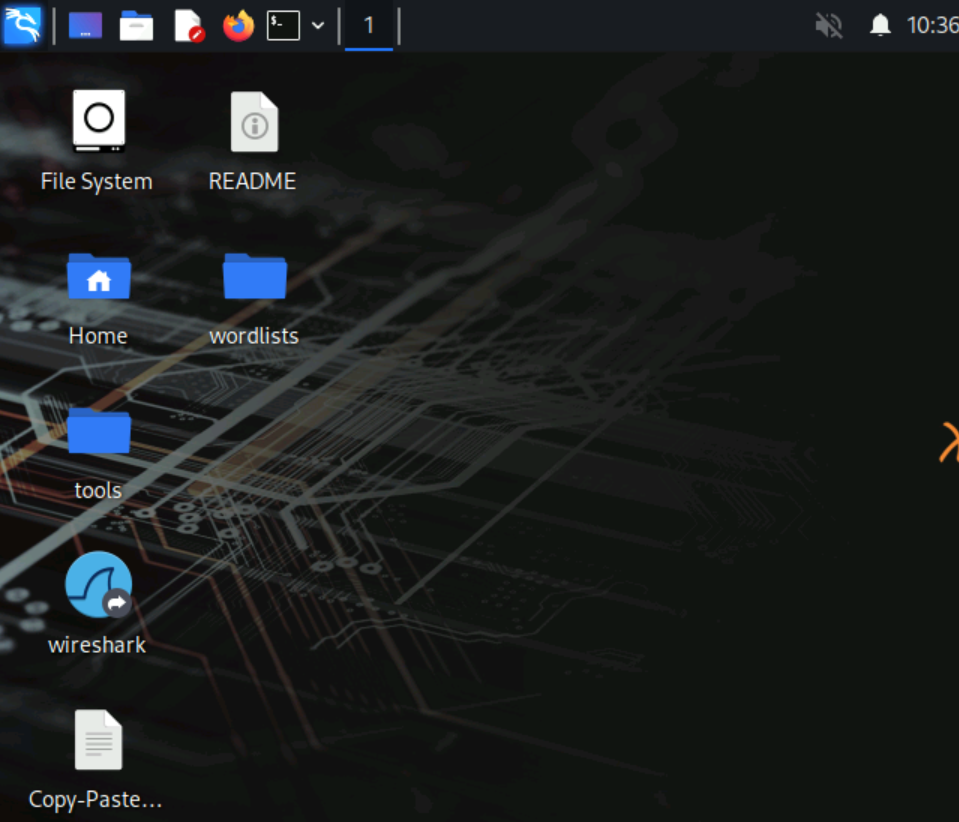 $-
1
10:36
File System
README
Home
wordlists
tools
wireshark
Copy-Paste...